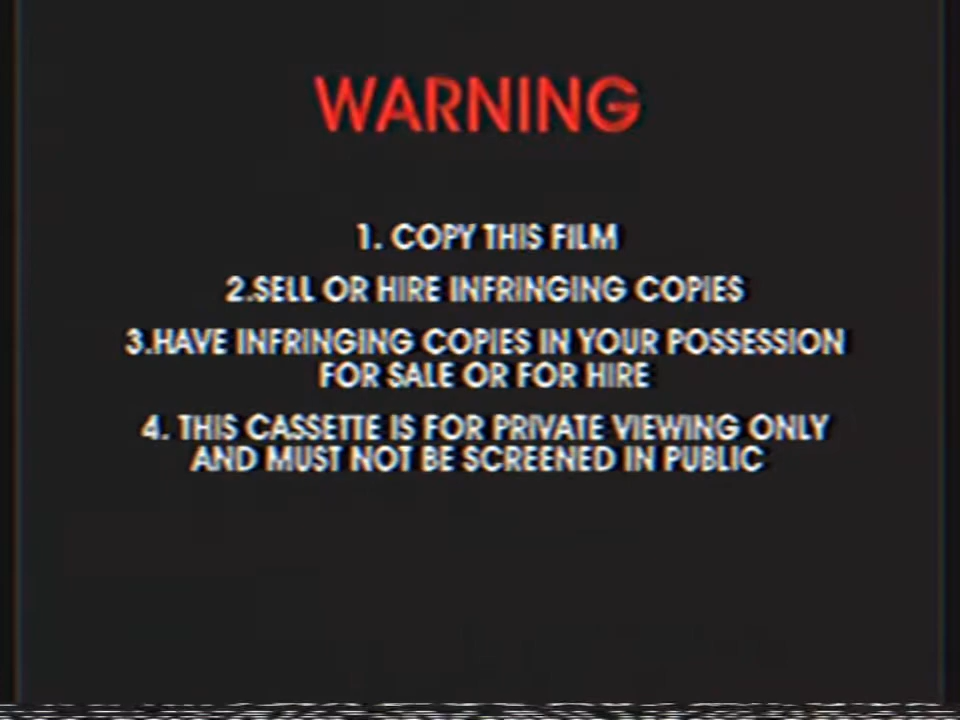 WARNING
1. COPY THIS FILM
2.SELL OR HIRE INFRINGING COPIES
3.HAVE INFRINGING COPIES IN YOUR POSSESSION
FOR SALE OR FOR HIRE
4. THIS CASSETTE IS FOR PRIVATE VIEWING ONLY
AND MUST NOT BE SCREENED IN PUBLIC